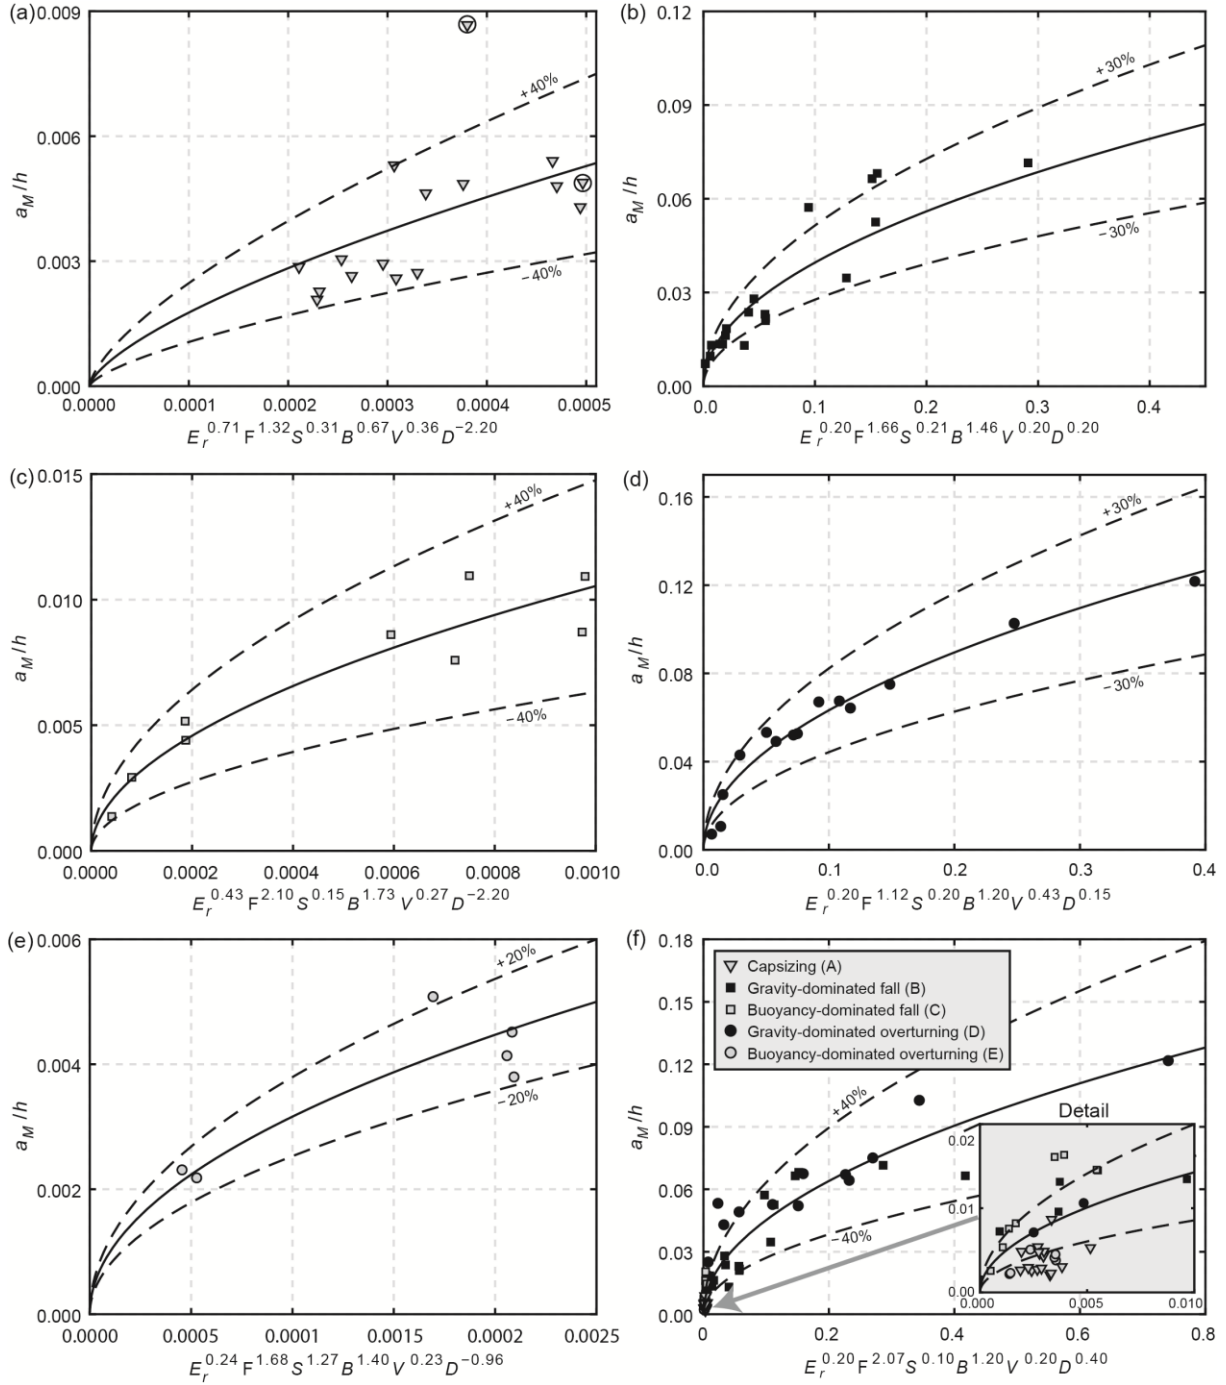 (a)
0.009
0.006
0.003
0.000
a_M/h
+40%
−40%
0.0000 0.0001 0.0002 0.0003 0.0004 0.0005
E_r^0.71 F^1.32 S^0.31 B^0.67 V^0.36 D^−2.20
(b)
0.12
0.09
0.06
0.03
0.00
a_M/h
+30%
−30%
0.0 0.1 0.2 0.3 0.4
E_r^0.20 F^1.66 S^0.21 B^1.46 V^0.20 D^0.20
(c)
0.015
0.010
0.005
0.000
a_M/h
+40%
−40%
0.0000 0.0002 0.0004 0.0006 0.0008 0.0010
E_r^0.43 F^2.10 S^0.15 B^1.73 V^0.27 D^−2.20
(d)
0.16
0.12
0.08
0.04
0.00
a_M/h
+30%
−30%
0.0 0.1 0.2 0.3 0.4
E_r^0.20 F^1.12 S^0.20 B^1.20 V^0.43 D^0.15
(e)
0.006
0.004
0.002
0.000
a_M/h
+20%
−20%
0.0000 0.0005 0.0001 0.0015 0.0002 0.0025
E_r^0.24 F^1.68 S^1.27 B^1.40 V^0.23 D^−0.96
(f)
0.18
0.15
0.12
0.09
0.06
0.03
0.00
a_M/h
Capsizing (A)
Gravity-dominated fall (B)
Buoyancy-dominated fall (C)
Gravity-dominated overturning (D)
Buoyancy-dominated overturning (E)
+40%
−40%
Detail
0.02
0.01
0.00
0.000 0.005 0.010
0 0.2 0.4 0.6 0.8
E_r^0.20 F^2.07 S^0.10 B^1.20 V^0.20 D^0.40